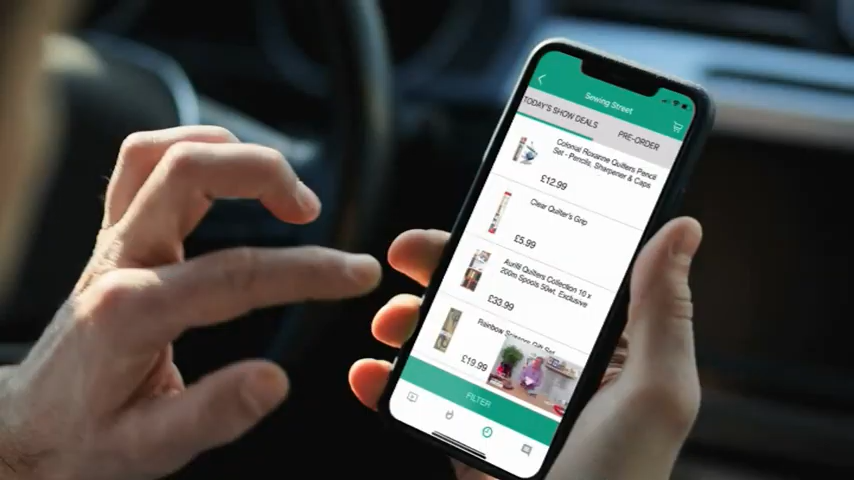 Sewing Street
TODAY'S SHOW DEALS
PRE-ORDER
Colonial Roxanne Quilters Pencil
Set - Pencils, Sharpener & Caps
£12.99
Clear Quilter's Grip
£5.99
Aurifil Quilters Collection 10 x
200m Spools 50wt. Exclusive
£33.99
Rainbow Scissors Gift Set
£19.99
FILTER